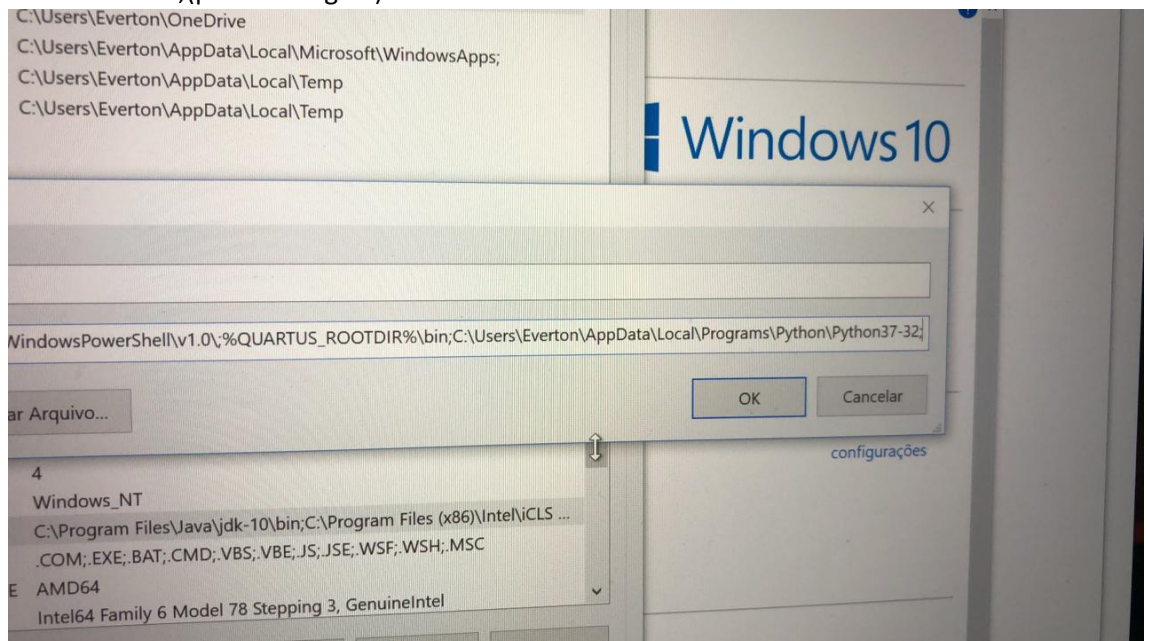 C:\Users\Everton\OneDrive
C:\Users\Everton\AppData\Local\Microsoft\WindowsApps;
C:\Users\Everton\AppData\Local\Temp
C:\Users\Everton\AppData\Local\Temp
Windows 10
WindowsPowerShell\v1.0\;%QUARTUS_ROOTDIR%\bin;C:\Users\Everton\AppData\Local\Programs\Python\Python37-32;
ar Arquivo...
OK
Cancelar
configurações
4
Windows_NT
C:\Program Files\Java\jdk-10\bin;C:\Program Files (x86)\Intel\iCLS ...
.COM;.EXE;.BAT;.CMD;.VBS;.VBE;.JS;.JSE;.WSF;.WSH;.MSC
E AMD64
Intel64 Family 6 Model 78 Stepping 3, GenuineIntel